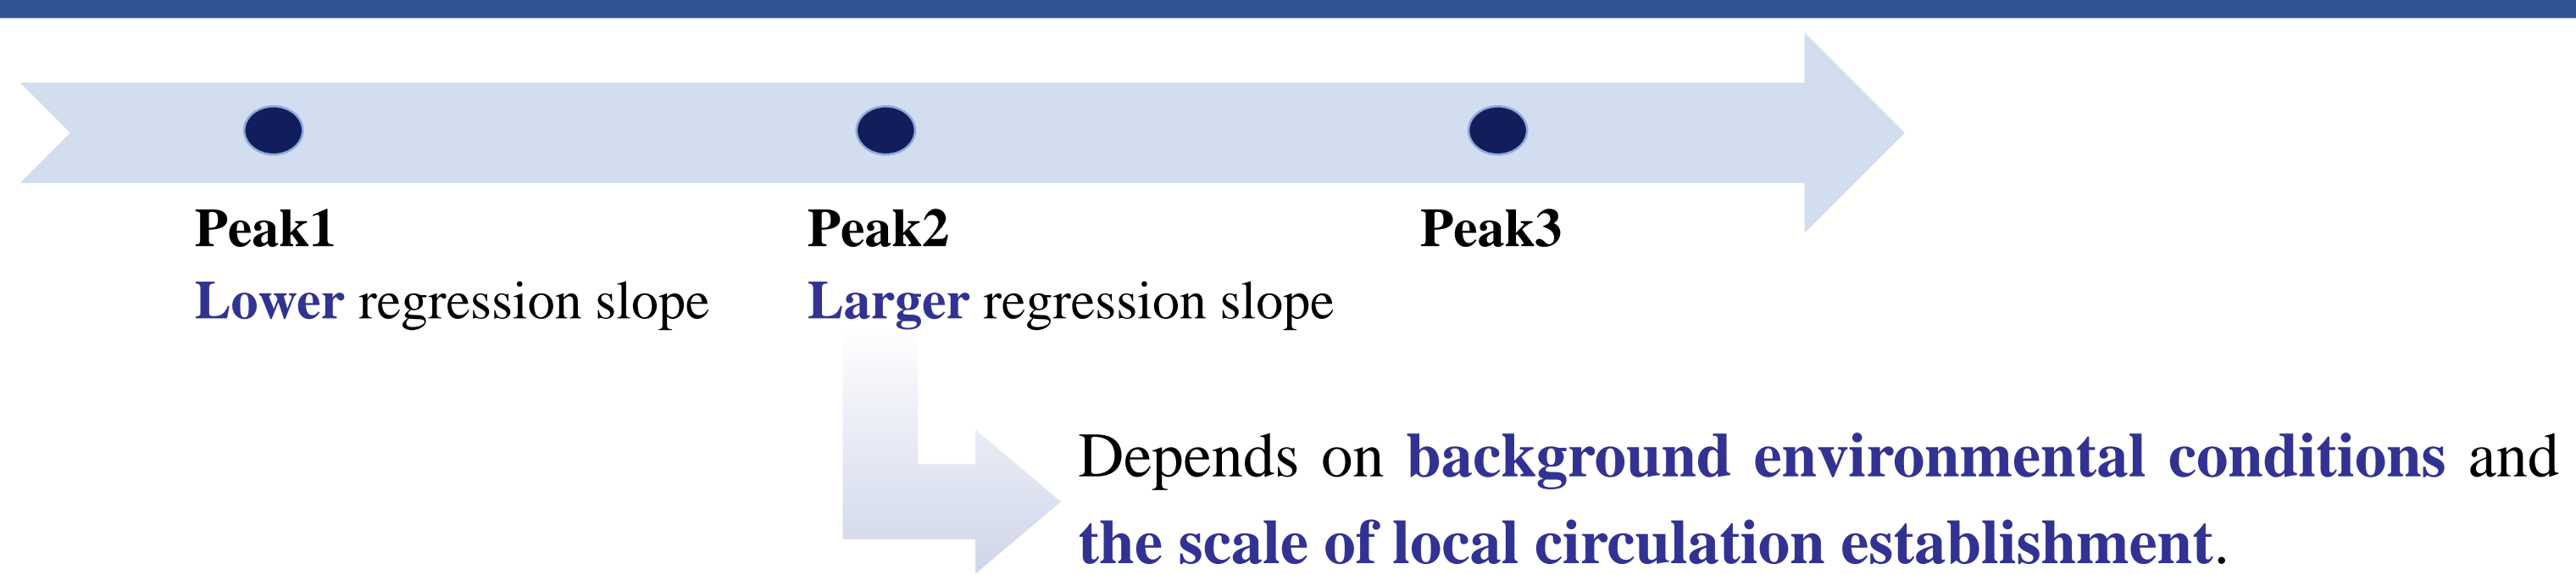 Peak1
Peak2
Peak3
Lower regression slope
Larger regression slope
Depends on background environmental conditions and
the scale of local circulation establishment.